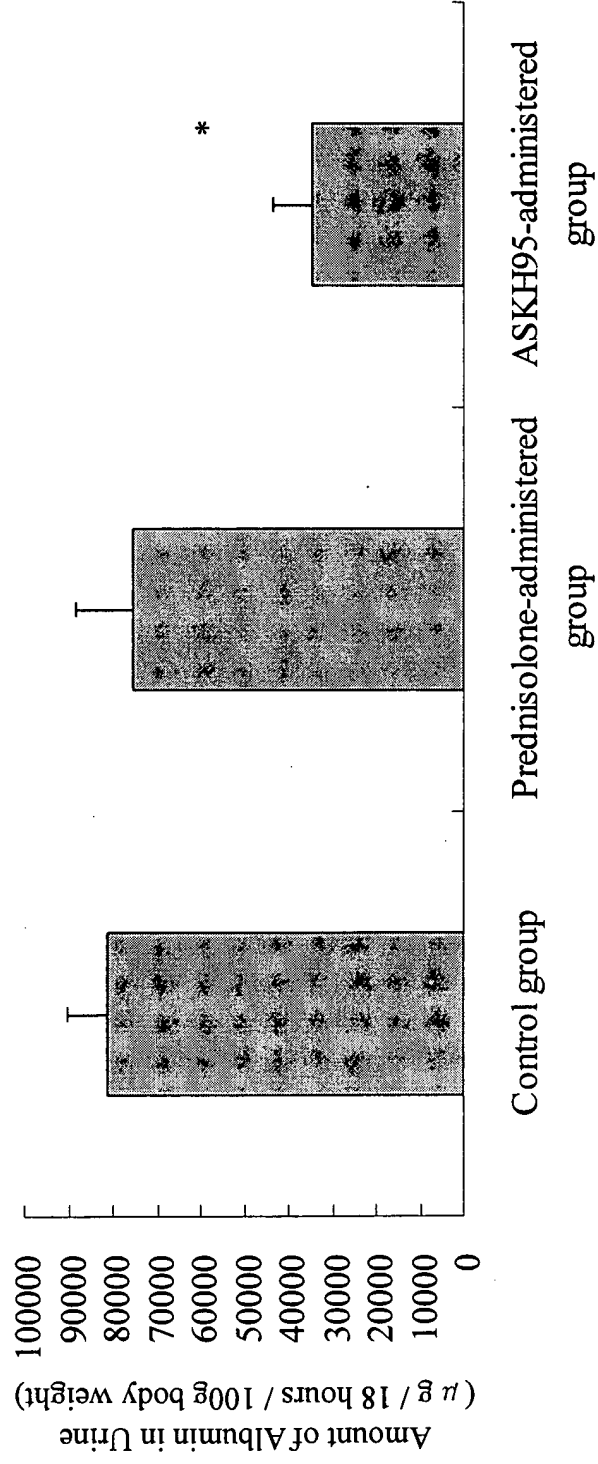 Amount of Albumin in Urine
( μ g / 18 hours / 100g body weight)
100000
90000
80000
70000
60000
50000
40000
30000
20000
10000
0
*
Control group
Prednisolone-administered
group
ASKH95-administered
group